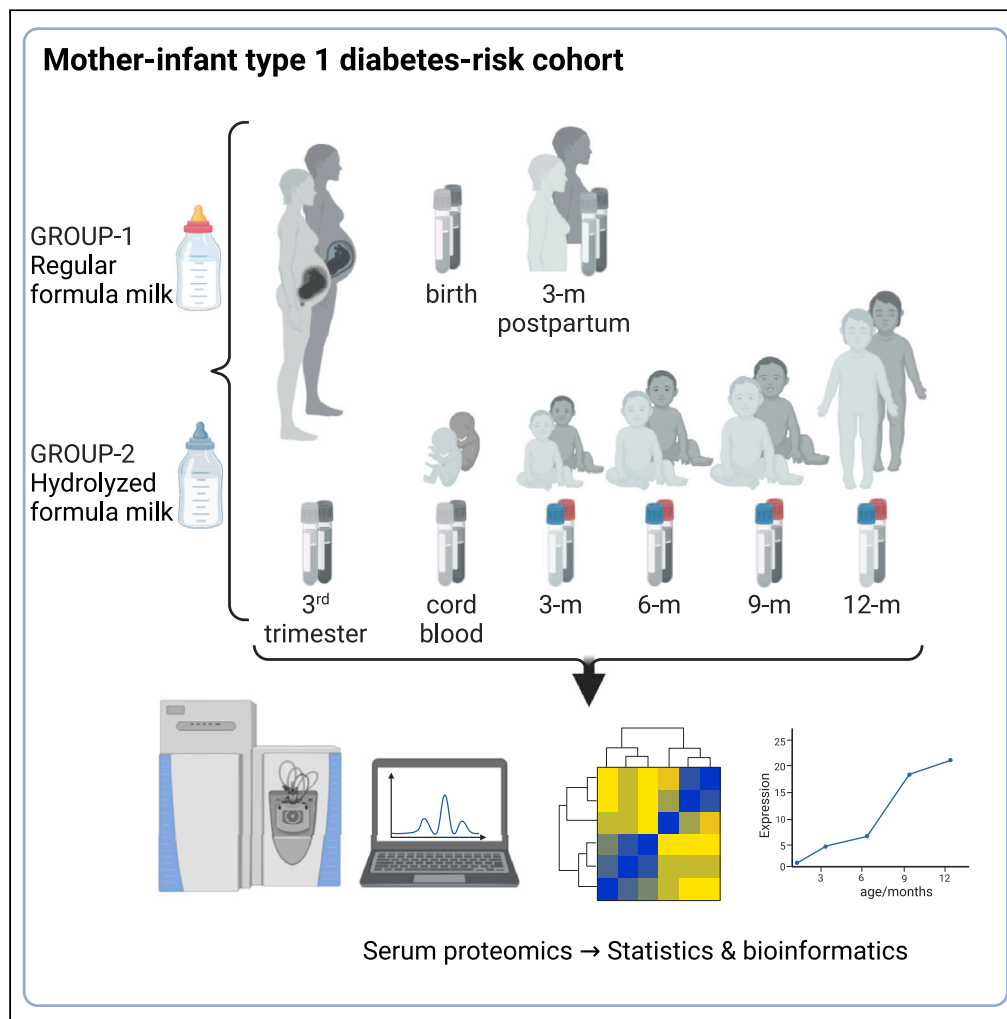 Mother-infant type 1 diabetes-risk cohort
GROUP-1
Regular
formula milk
birth
3-m
postpartum
GROUP-2
Hydrolyzed
formula milk
3rd
trimester
cord
blood
3-m
6-m
9-m
12-m
Expression
25
20
15
10
5
0
3
6
9
12
age/months
Serum proteomics → Statistics & bioinformatics